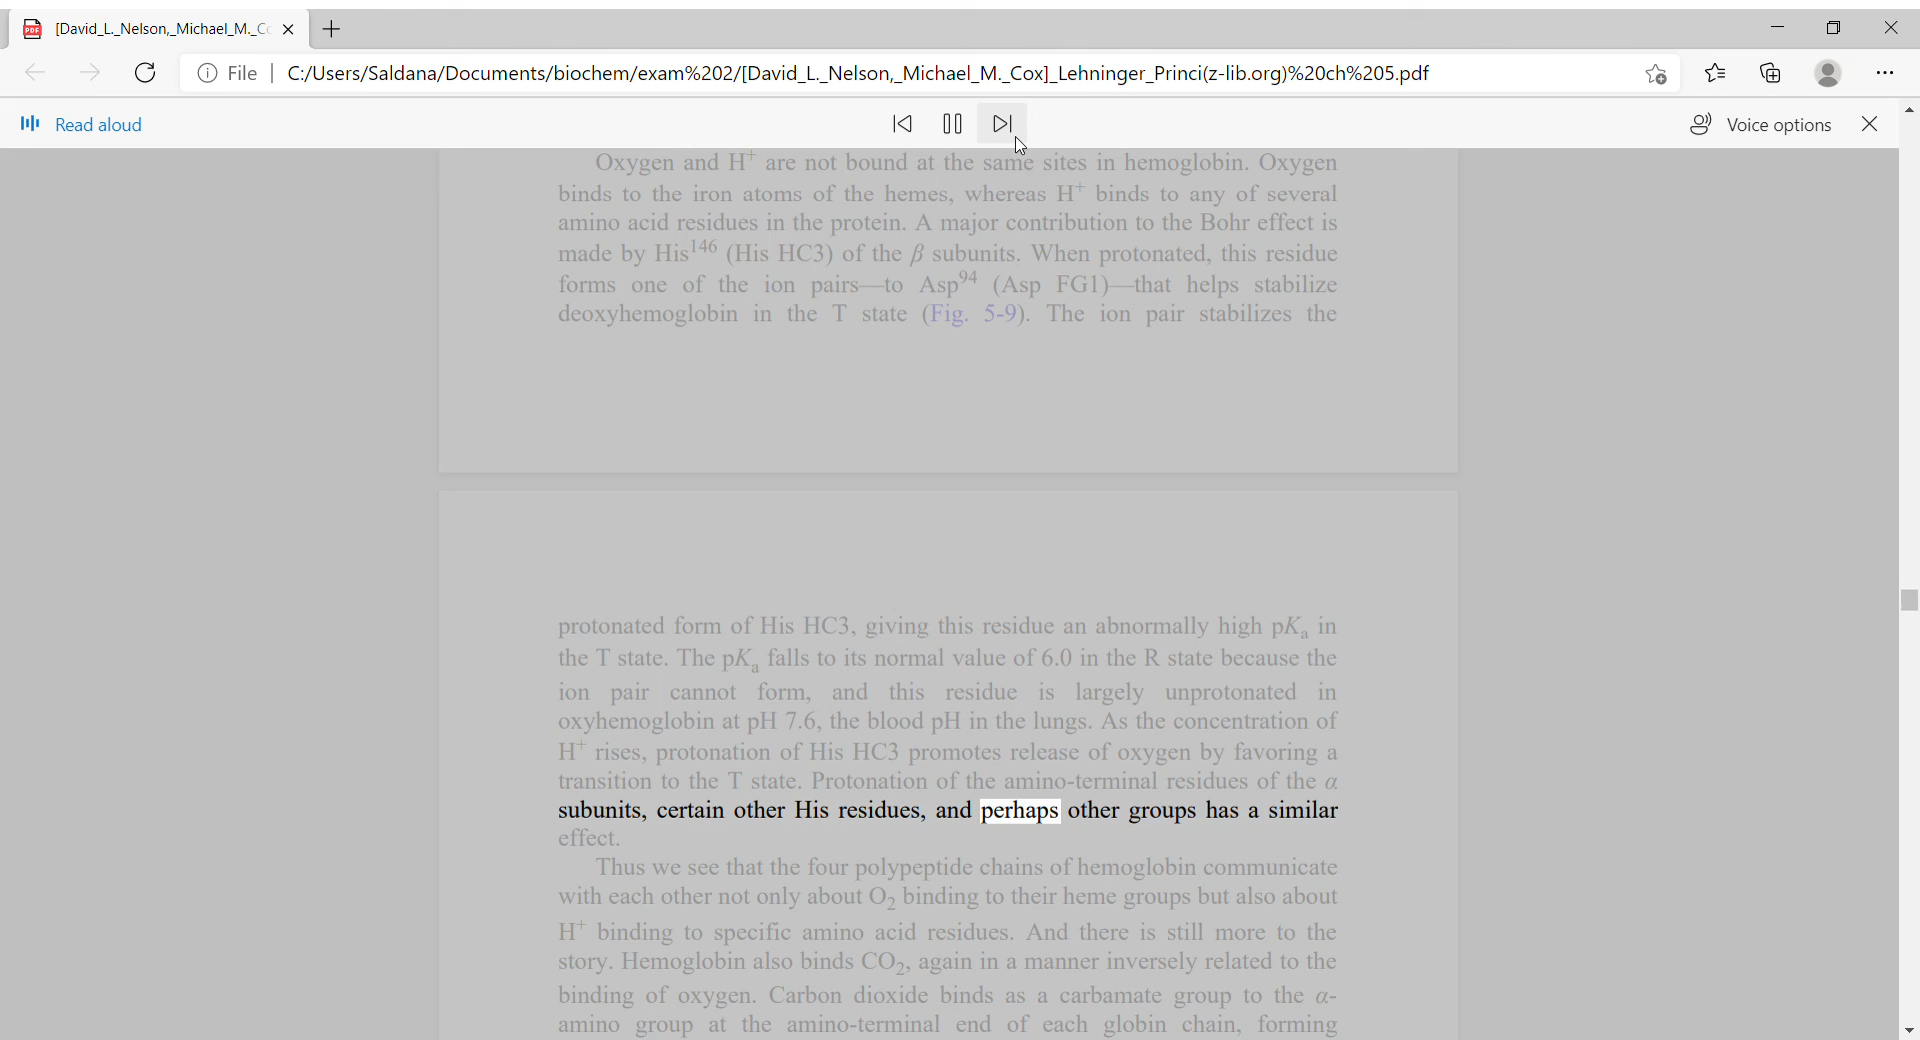 [David_L._Nelson,_Michael_M._Co
File
C:/Users/Saldana/Documents/biochem/exam%202/[David_L._Nelson,_Michael_M._Cox]_Lehninger_Princi(z-lib.org)%20ch%205.pdf
Read aloud
Voice options
Oxygen and H⁺ are not bound at the same sites in hemoglobin. Oxygen
binds to the iron atoms of the hemes, whereas H⁺ binds to any of several
amino acid residues in the protein. A major contribution to the Bohr effect is
made by His¹⁴⁶ (His HC3) of the β subunits. When protonated, this residue
forms one of the ion pairs—to Asp⁹⁴ (Asp FG1)—that helps stabilize
deoxyhemoglobin in the T state (Fig. 5-9). The ion pair stabilizes the
protonated form of His HC3, giving this residue an abnormally high pKₐ in
the T state. The pKₐ falls to its normal value of 6.0 in the R state because the
ion pair cannot form, and this residue is largely unprotonated in
oxyhemoglobin at pH 7.6, the blood pH in the lungs. As the concentration of
H⁺ rises, protonation of His HC3 promotes release of oxygen by favoring a
transition to the T state. Protonation of the amino-terminal residues of the α
subunits, certain other His residues, and perhaps other groups has a similar
effect.
Thus we see that the four polypeptide chains of hemoglobin communicate
with each other not only about O₂ binding to their heme groups but also about
H⁺ binding to specific amino acid residues. And there is still more to the
story. Hemoglobin also binds CO₂, again in a manner inversely related to the
binding of oxygen. Carbon dioxide binds as a carbamate group to the α-
amino group at the amino-terminal end of each globin chain, forming